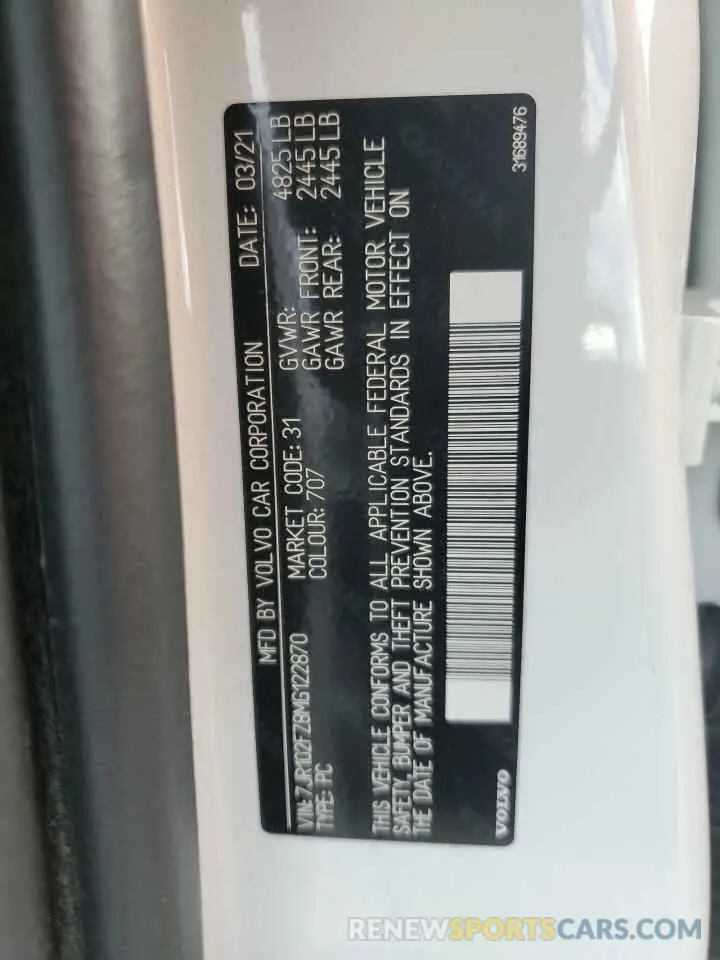 MFD BY VOLVO CAR CORPORATION DATE: 03/21
VIN: 7JR102FZ8MG122870 MARKET CODE: 31 GVWR: 4825 LB
TYPE: PC COLOUR: 707 GAWR FRONT: 2445 LB
GAWR REAR: 2445 LB
THIS VEHICLE CONFORMS TO ALL APPLICABLE FEDERAL MOTOR VEHICLE
SAFETY, BUMPER AND THEFT PREVENTION STANDARDS IN EFFECT ON
THE DATE OF MANUFACTURE SHOWN ABOVE.
VOLVO 31689476
RENEWSPORTSCARS.COM